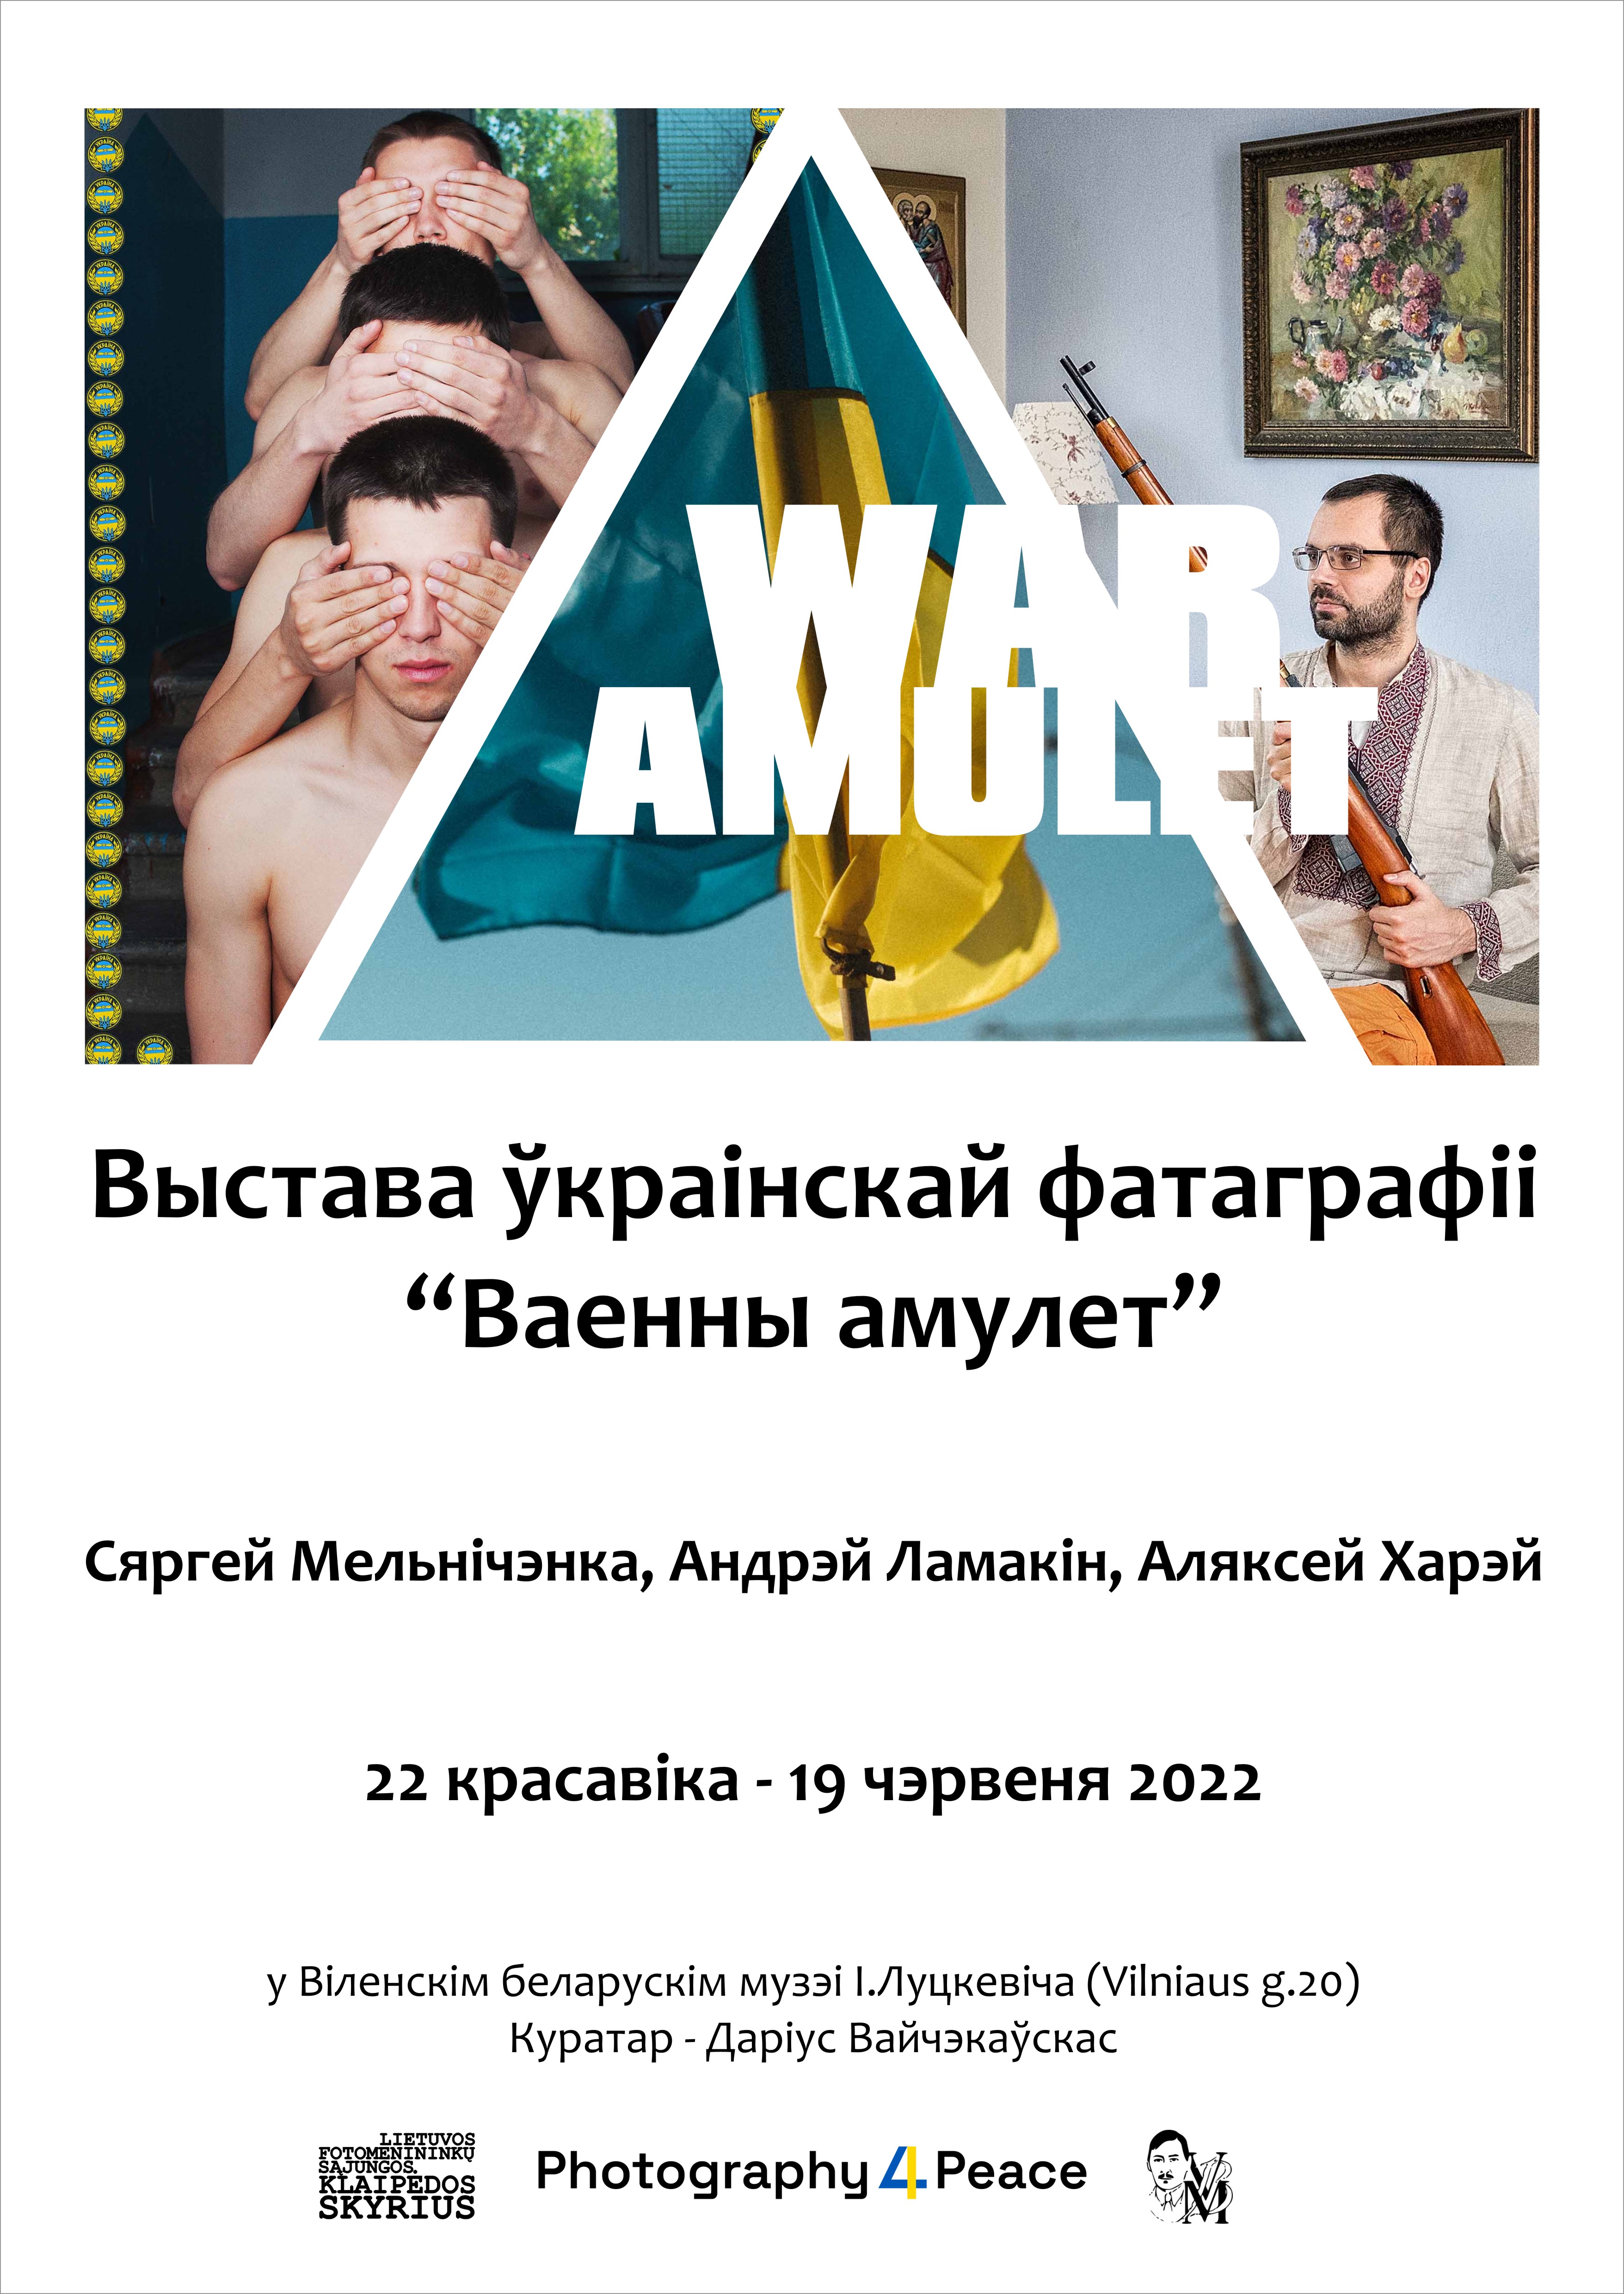 WAR
AMULET
Выстава ўкраінскай фатаграфіі
“Ваенны амулет”
Сяргей Мельнічэнка, Андрэй Ламакін, Аляксей Харэй
22 красавіка - 19 чэрвеня 2022
у Віленскім беларускім музэі І.Луцкевіча (Vilniaus g.20)
Куратар - Даріус Вайчэкаўскас
LIETUVOS
FOTOMENININKŲ
SĄJUNGOS.
KLAIPĖDOS
SKYRIUS
Photography 4 Peace
VBM